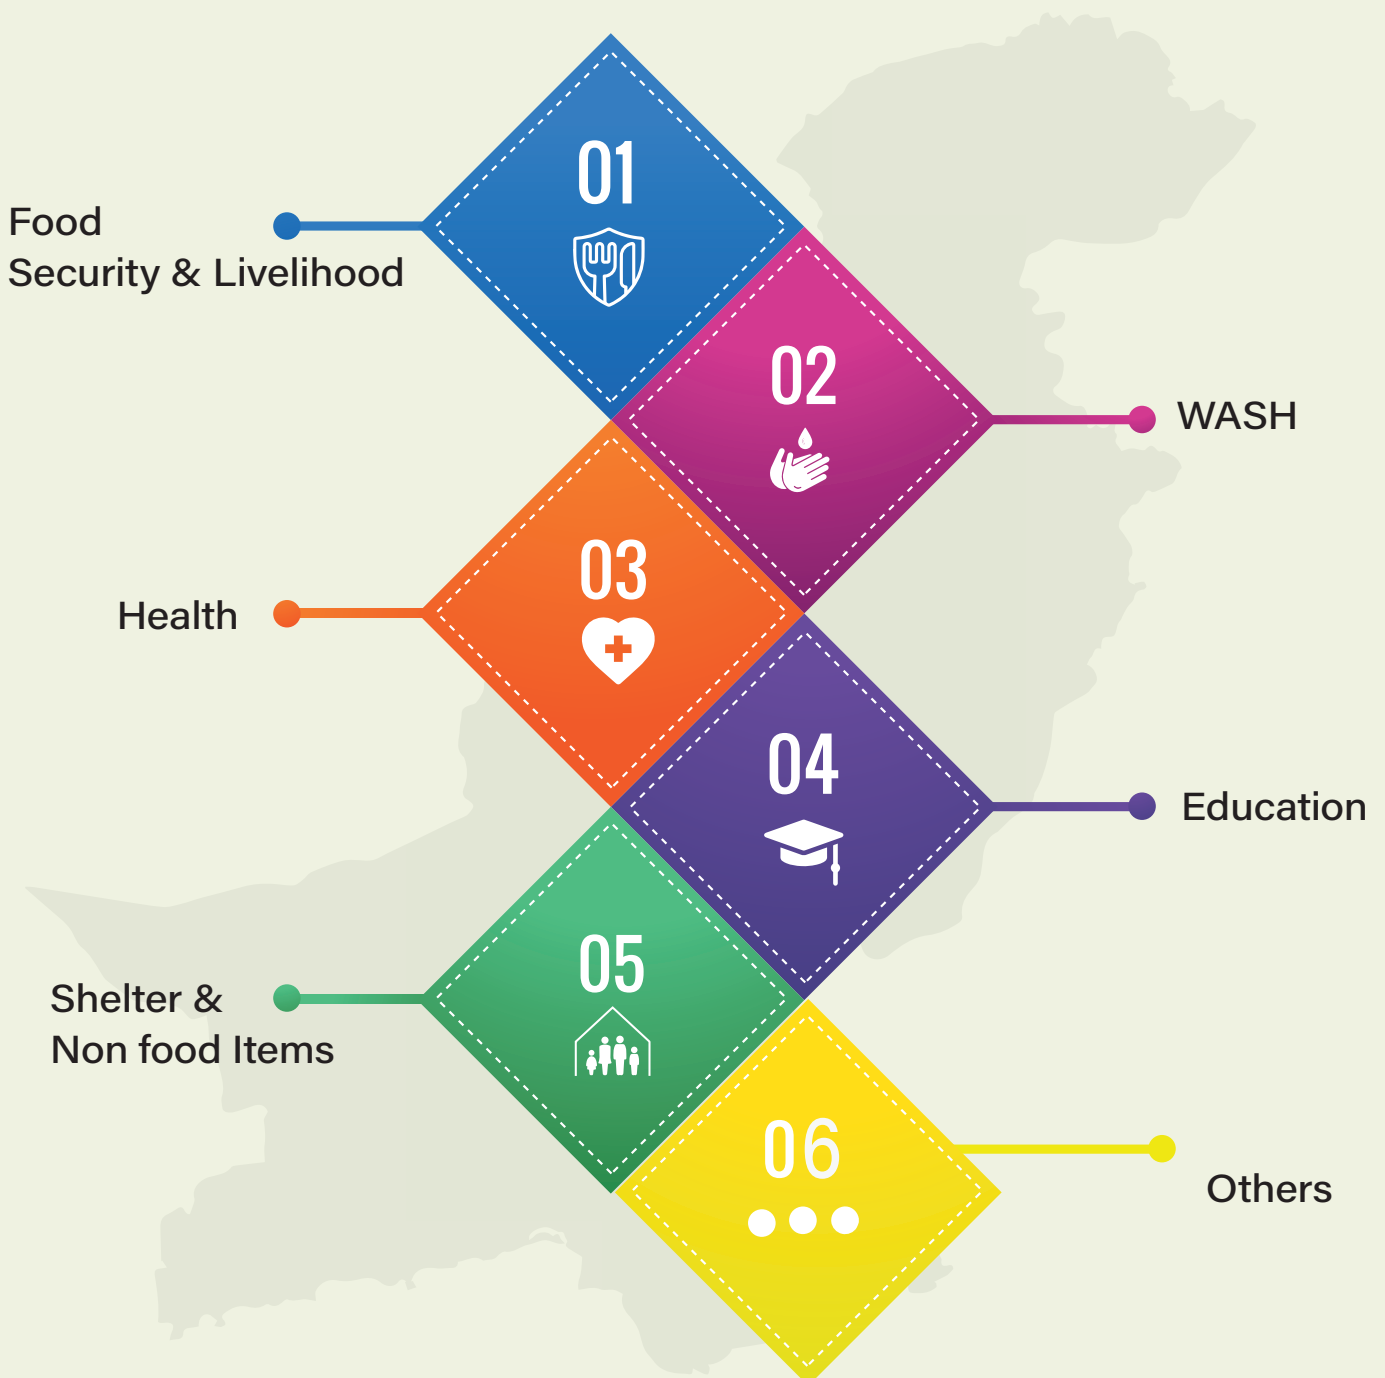 01
Food
Security & Livelihood
02
WASH
03
Health
04
Education
05
Shelter &
Non food Items
06
Others